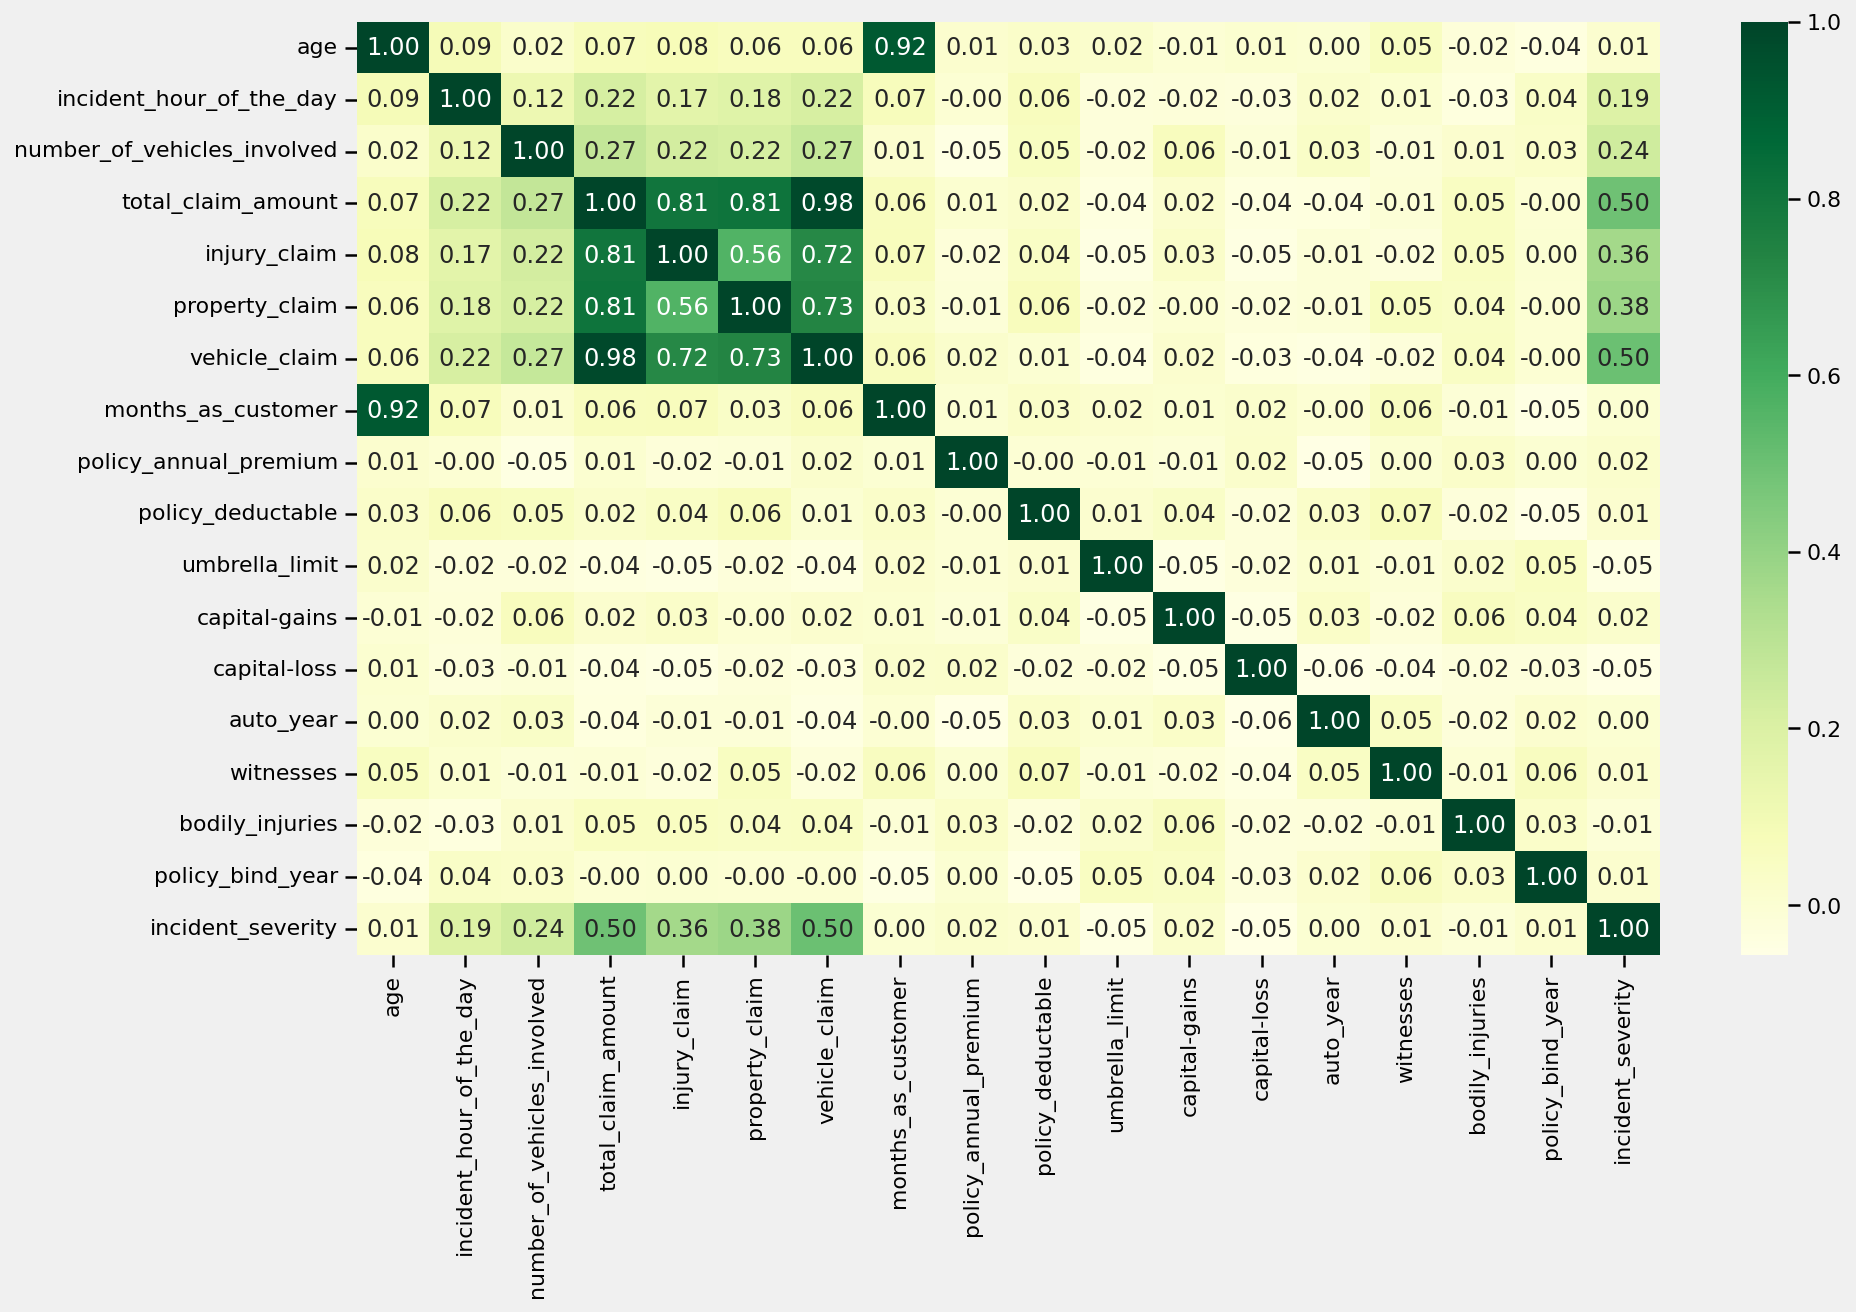 age 1.00 0.09 0.02 0.07 0.08 0.06 0.06 0.92 0.01 0.03 0.02 -0.01 0.01 0.00 0.05 -0.02 -0.04 0.01
incident_hour_of_the_day 0.09 1.00 0.12 0.22 0.17 0.18 0.22 0.07 -0.00 0.06 -0.02 -0.02 -0.03 0.02 0.01 -0.03 0.04 0.19
number_of_vehicles_involved 0.02 0.12 1.00 0.27 0.22 0.22 0.27 0.01 -0.05 0.05 -0.02 0.06 -0.01 0.03 -0.01 0.01 0.03 0.24
total_claim_amount 0.07 0.22 0.27 1.00 0.81 0.81 0.98 0.06 0.01 0.02 -0.04 0.02 -0.04 -0.04 -0.01 0.05 -0.00 0.50
injury_claim 0.08 0.17 0.22 0.81 1.00 0.56 0.72 0.07 -0.02 0.04 -0.05 0.03 -0.05 -0.01 -0.02 0.05 0.00 0.36
property_claim 0.06 0.18 0.22 0.81 0.56 1.00 0.73 0.03 -0.01 0.06 -0.02 -0.00 -0.02 -0.01 0.05 0.04 -0.00 0.38
vehicle_claim 0.06 0.22 0.27 0.98 0.72 0.73 1.00 0.06 0.02 0.01 -0.04 0.02 -0.03 -0.04 -0.02 0.04 -0.00 0.50
months_as_customer 0.92 0.07 0.01 0.06 0.07 0.03 0.06 1.00 0.01 0.03 0.02 0.01 0.02 -0.00 0.06 -0.01 -0.05 0.00
policy_annual_premium 0.01 -0.00 -0.05 0.01 -0.02 -0.01 0.02 0.01 1.00 -0.00 -0.01 -0.01 0.02 -0.05 0.00 0.03 0.00 0.02
policy_deductable 0.03 0.06 0.05 0.02 0.04 0.06 0.01 0.03 -0.00 1.00 0.01 0.04 -0.02 0.03 0.07 -0.02 -0.05 0.01
umbrella_limit 0.02 -0.02 -0.02 -0.04 -0.05 -0.02 -0.04 0.02 -0.01 0.01 1.00 -0.05 -0.02 0.01 -0.01 0.02 0.05 -0.05
capital-gains -0.01 -0.02 0.06 0.02 0.03 -0.00 0.02 0.01 -0.01 0.04 -0.05 1.00 -0.05 0.03 -0.02 0.06 0.04 0.02
capital-loss 0.01 -0.03 -0.01 -0.04 -0.05 -0.02 -0.03 0.02 0.02 -0.02 -0.02 -0.05 1.00 -0.06 -0.04 -0.02 -0.03 -0.05
auto_year 0.00 0.02 0.03 -0.04 -0.01 -0.01 -0.04 -0.00 -0.05 0.03 0.01 0.03 -0.06 1.00 0.05 -0.02 0.02 0.00
witnesses 0.05 0.01 -0.01 -0.01 -0.02 0.05 -0.02 0.06 0.00 0.07 -0.01 -0.02 -0.04 0.05 1.00 -0.01 0.06 0.01
bodily_injuries -0.02 -0.03 0.01 0.05 0.05 0.04 0.04 -0.01 0.03 -0.02 0.02 0.06 -0.02 -0.02 -0.01 1.00 0.03 -0.01
policy_bind_year -0.04 0.04 0.03 -0.00 0.00 -0.00 -0.00 -0.05 0.00 -0.05 0.05 0.04 -0.03 0.02 0.06 0.03 1.00 0.01
incident_severity 0.01 0.19 0.24 0.50 0.36 0.38 0.50 0.00 0.02 0.01 -0.05 0.02 -0.05 0.00 0.01 -0.01 0.01 1.00
age
incident_hour_of_the_day
number_of_vehicles_involved
total_claim_amount
injury_claim
property_claim
vehicle_claim
months_as_customer
policy_annual_premium
policy_deductable
umbrella_limit
capital-gains
capital-loss
auto_year
witnesses
bodily_injuries
policy_bind_year
incident_severity
1.0
0.8
0.6
0.4
0.2
0.0